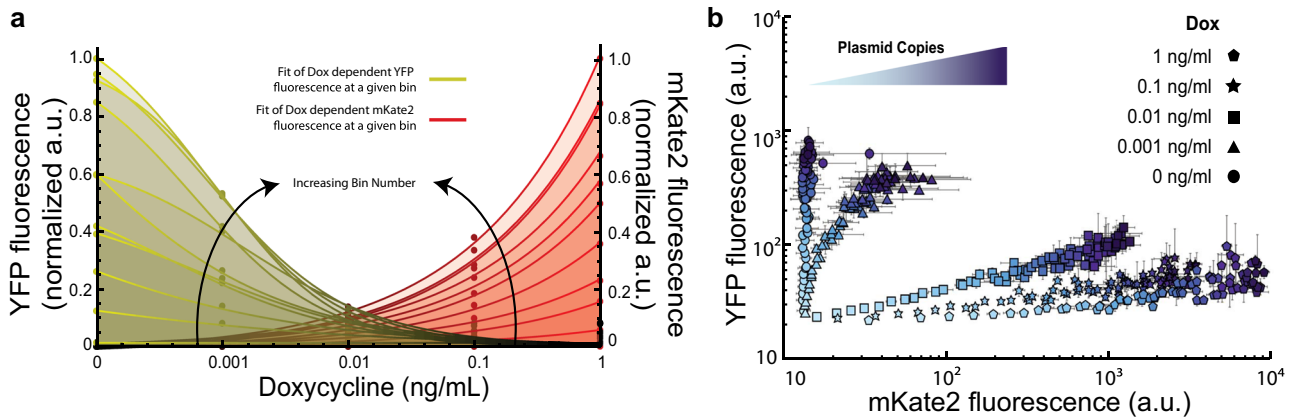 a
YFP fluorescence
(normalized a.u.)
1.0
0.8
0.6
0.4
0.2
0
Fit of Dox dependent YFP
fluorescence at a given bin
Fit of Dox dependent mKate2
fluorescence at a given bin
Increasing Bin Number
1.0
0.8
0.6
0.4
0.2
0
mKate2 fluorescence
(normalized a.u.)
0
0.001
0.01
0.1
1
Doxycycline (ng/mL)
b
YFP fluorescence (a.u.)
10⁴
10³
10²
10
Plasmid Copies
Dox
1 ng/ml
0.1 ng/ml
0.01 ng/ml
0.001 ng/ml
0 ng/ml
10
10²
10³
10⁴
mKate2 fluorescence (a.u.)